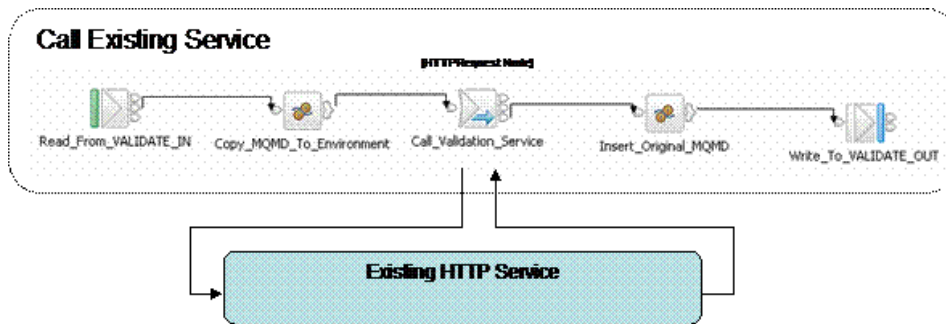 Call Existing Service
[HTTPRequest Node]
Read_From_VALIDATE_IN
Copy_MQMD_To_Environment
Call_Validation_Service
Insert_Original_MQMD
Write_To_VALIDATE_OUT
Existing HTTP Service